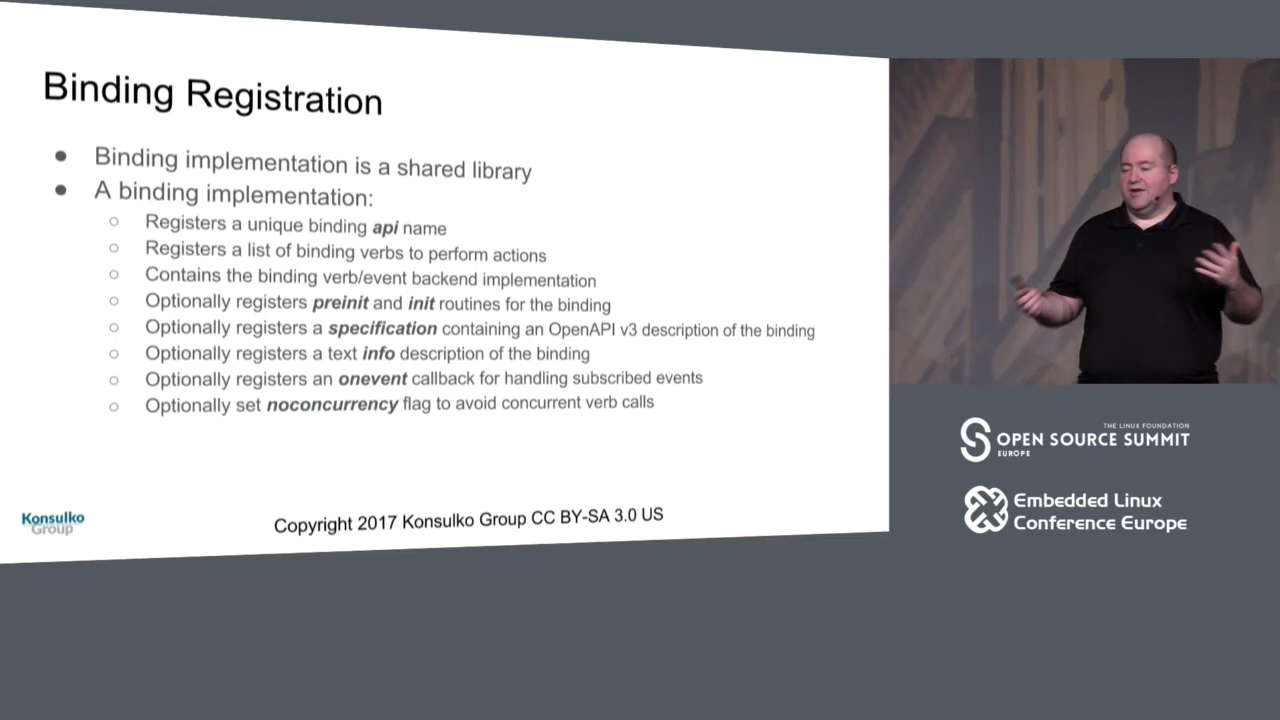 Binding Registration
● Binding implementation is a shared library
● A binding implementation:
○ Registers a unique binding api name
○ Registers a list of binding verbs to perform actions
○ Contains the binding verb/event backend implementation
○ Optionally registers preinit and init routines for the binding
○ Optionally registers a specification containing an OpenAPI v3 description of the binding
○ Optionally registers a text info description of the binding
○ Optionally registers an onevent callback for handling subscribed events
○ Optionally set noconcurrency flag to avoid concurrent verb calls
Konsulko
Group
Copyright 2017 Konsulko Group CC BY-SA 3.0 US
THE LINUX FOUNDATION
OPEN SOURCE SUMMIT
EUROPE
Embedded Linux
Conference Europe